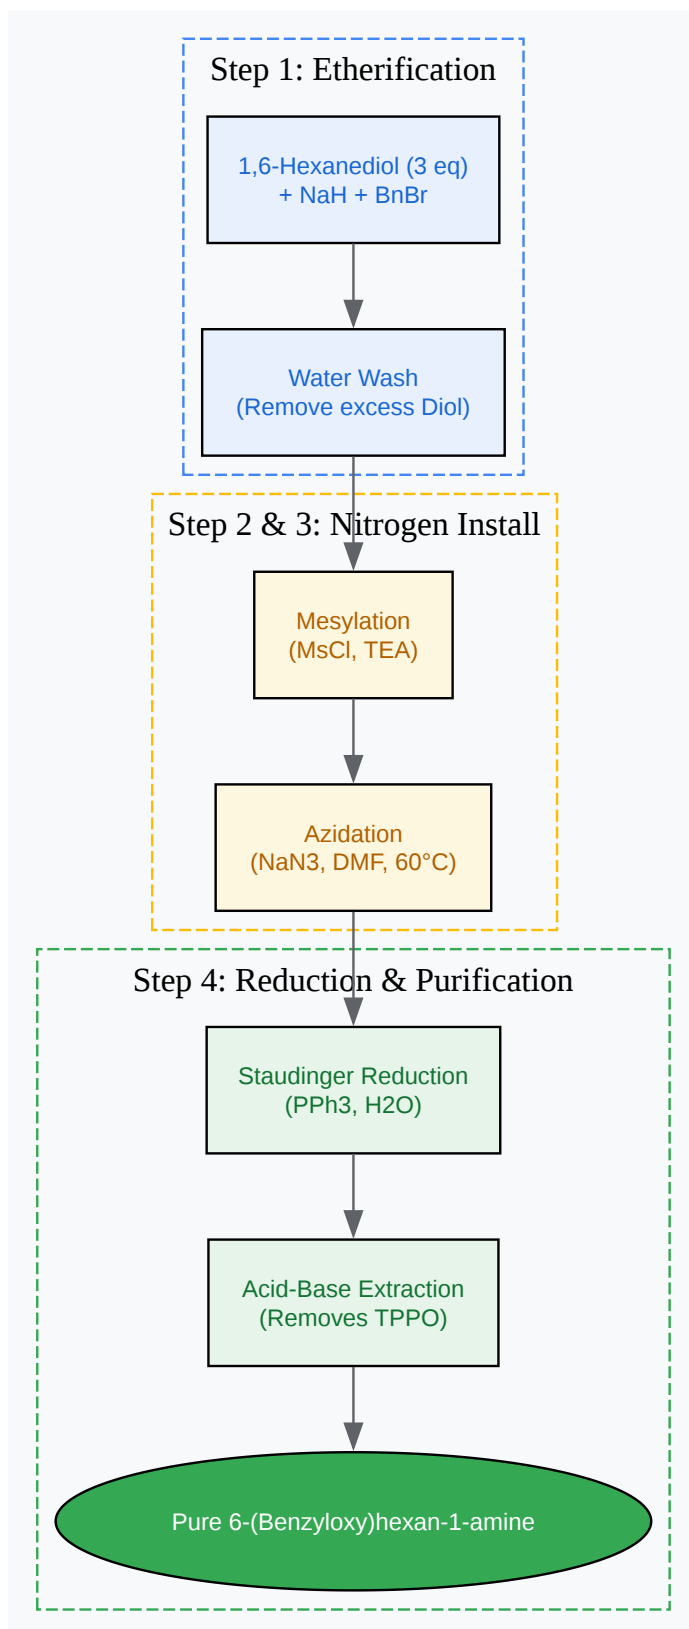 Step 1: Etherification
1,6-Hexanediol (3 eq)
+ NaH + BnBr
Water Wash
(Remove excess Diol)
Step 2 & 3: Nitrogen Install
Mesylation
(MsCl, TEA)
Azidation
(NaN3, DMF, 60°C)
Step 4: Reduction & Purification
Staudinger Reduction
(PPh3, H2O)
Acid-Base Extraction
(Removes TPPO)
Pure 6-(Benzyloxy)hexan-1-amine